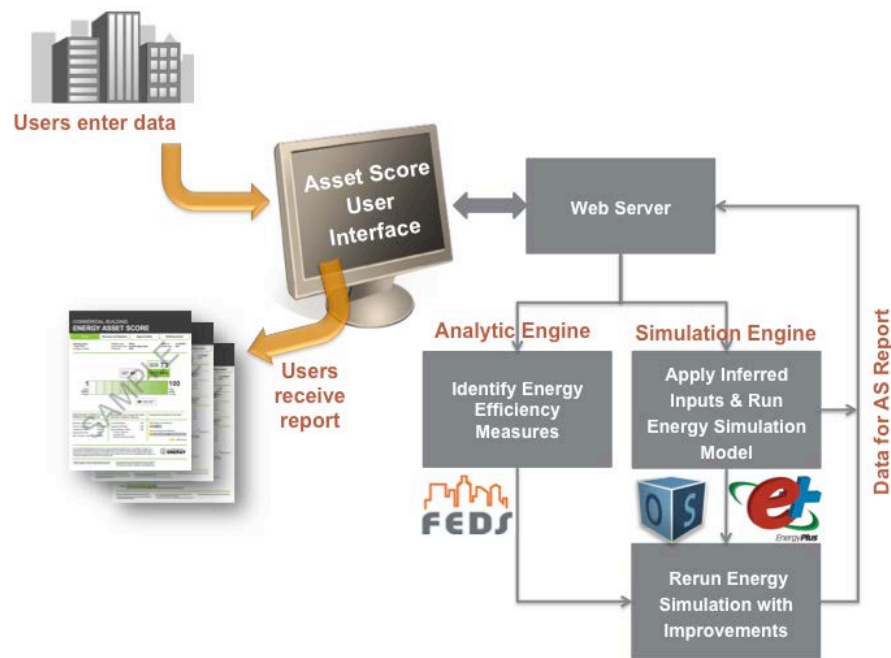 Users enter data
Asset Score
User
Interface
Web Server
COMMERCIAL BUILDING
ENERGY ASSET SCORE
SAMPLE
1
100
ENERGY
Users
receive
report
Analytic Engine
Simulation Engine
Identify Energy
Efficiency
Measures
Apply Inferred
Inputs & Run
Energy Simulation
Model
Data for AS Report
FEDS
O S
e+
EnergyPlus
Rerun Energy
Simulation with
Improvements